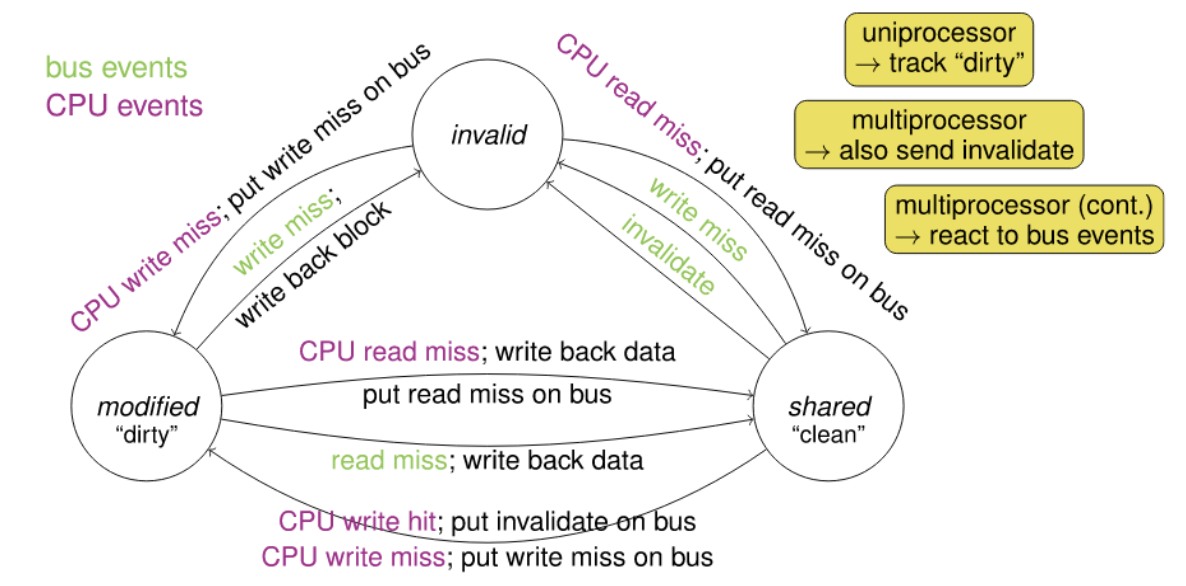 bus events
CPU events
uniprocessor
→ track “dirty”
multiprocessor
→ also send invalidate
multiprocessor (cont.)
→ react to bus events
invalid
CPU write miss; put write miss on bus
write miss;
write back block
CPU read miss; put read miss on bus
write miss
invalidate
modified
“dirty”
shared
“clean”
CPU read miss; write back data
put read miss on bus
read miss; write back data
CPU write hit; put invalidate on bus
CPU write miss; put write miss on bus